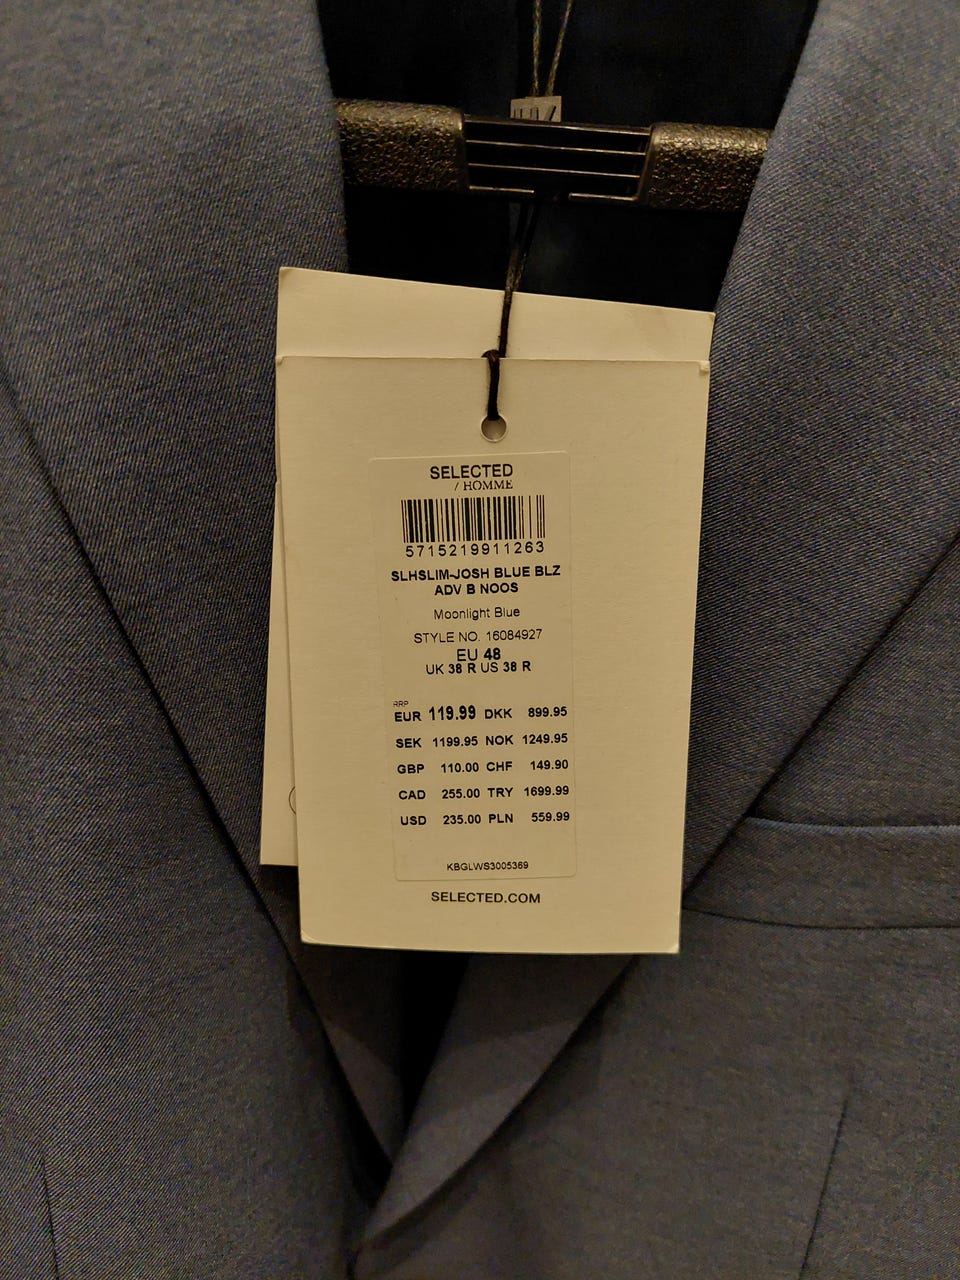 SELECTED
/ HOMME
5715219911263
SLHSLIM-JOSH BLUE BLZ
ADV B NOOS
Moonlight Blue
STYLE NO. 16084927
EU 48
UK 38 R US 38 R
RRP
EUR 119.99 DKK 899.95
SEK 1199.95 NOK 1249.95
GBP 110.00 CHF 149.90
CAD 255.00 TRY 1699.99
USD 235.00 PLN 559.99
KBGLWS3005369
SELECTED.COM